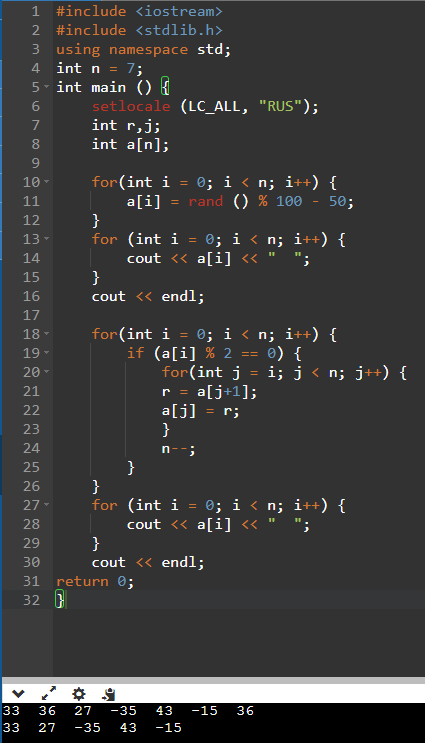 1 #include <iostream>
2 #include <stdlib.h>
3 using namespace std;
4 int n = 7;
5 int main () {
6     setlocale (LC_ALL, "RUS");
7     int r,j;
8     int a[n];
9
10     for(int i = 0; i < n; i++) {
11         a[i] = rand () % 100 - 50;
12     }
13     for (int i = 0; i < n; i++) {
14         cout << a[i] << "  ";
15     }
16     cout << endl;
17
18     for(int i = 0; i < n; i++) {
19         if (a[i] % 2 == 0) {
20             for(int j = i; j < n; j++) {
21             r = a[j+1];
22             a[j] = r;
23             }
24             n--;
25         }
26     }
27     for (int i = 0; i < n; i++) {
28         cout << a[i] << "  ";
29     }
30     cout << endl;
31 return 0;
32 }
33  36  27  -35  43  -15  36
33  27  -35  43  -15